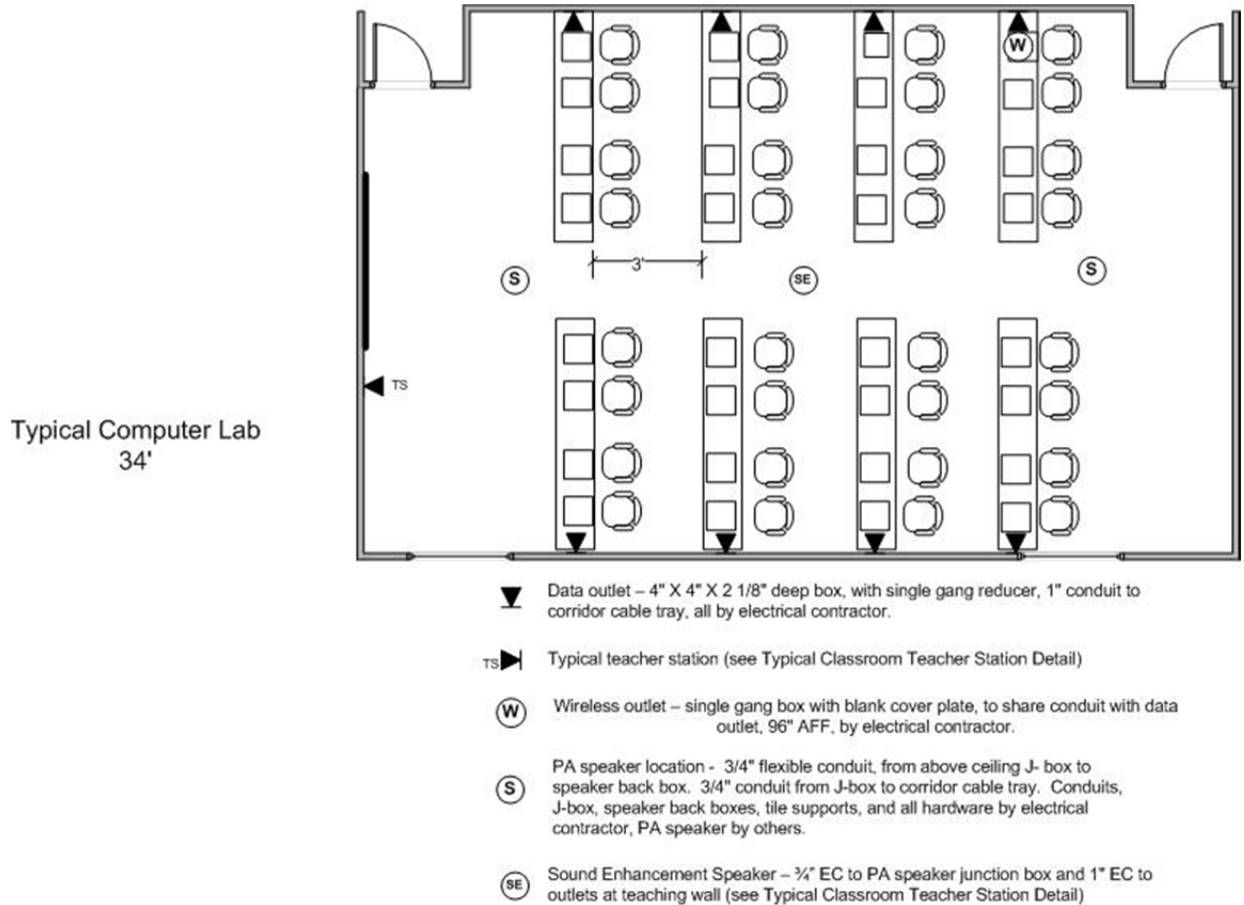 W
S
3'
SE
S
TS
Typical Computer Lab
34'
Data outlet – 4" X 4" X 2 1/8" deep box, with single gang reducer, 1" conduit to
corridor cable tray, all by electrical contractor.
TS
Typical teacher station (see Typical Classroom Teacher Station Detail)
W
Wireless outlet – single gang box with blank cover plate, to share conduit with data
outlet, 96" AFF, by electrical contractor.
S
PA speaker location - 3/4" flexible conduit, from above ceiling J- box to
speaker back box. 3/4" conduit from J-box to corridor cable tray. Conduits,
J-box, speaker back boxes, tile supports, and all hardware by electrical
contractor, PA speaker by others.
SE
Sound Enhancement Speaker – ¾" EC to PA speaker junction box and 1" EC to
outlets at teaching wall (see Typical Classroom Teacher Station Detail)